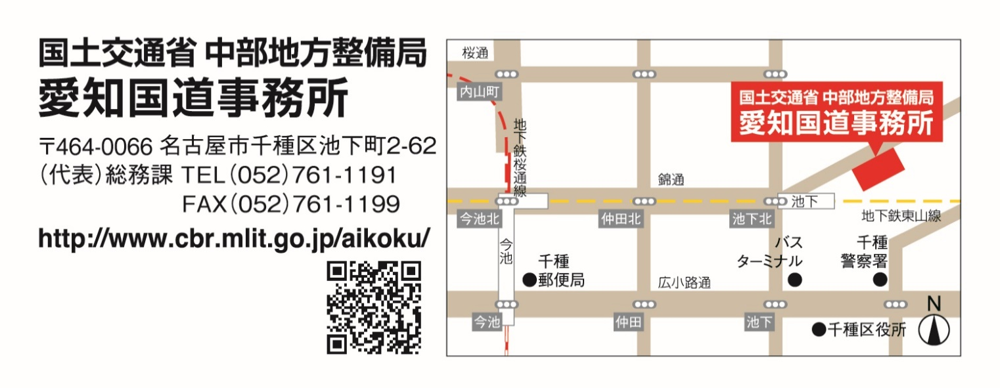 国土交通省 中部地方整備局
愛知国道事務所
〒464-0066 名古屋市千種区池下町2-62
（代表）総務課 TEL（052）761-1191
FAX（052）761-1199
http://www.cbr.mlit.go.jp/aikoku/
桜通
内山町
地下鉄桜通線
国土交通省 中部地方整備局
愛知国道事務所
錦通
池下
今池北
仲田北
池下北
地下鉄東山線
今池
千種
郵便局
バス
ターミナル
千種
警察署
広小路通
今池
仲田
池下
千種区役所
N